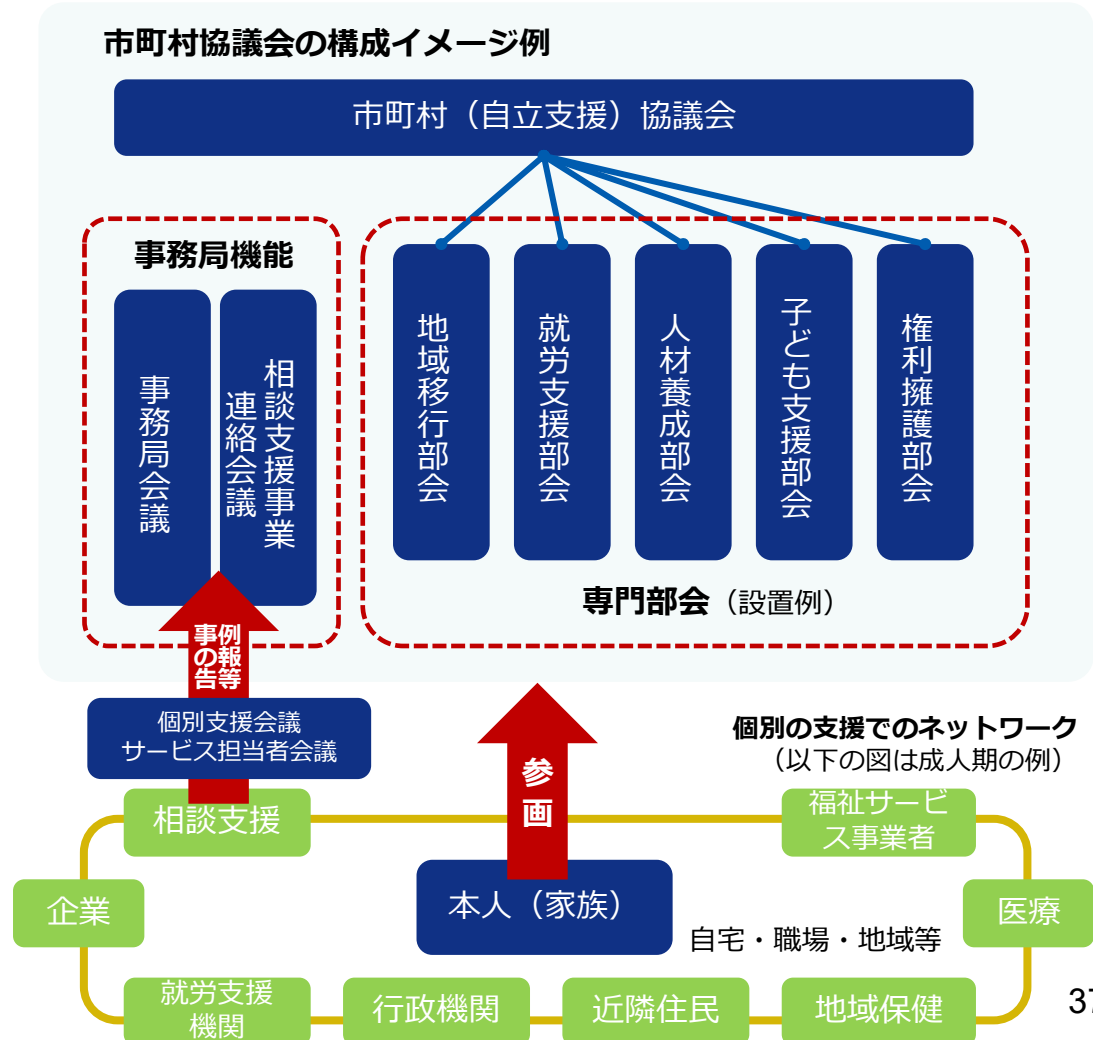 市町村協議会の構成イメージ例
市町村（自立支援）協議会
事務局機能
事務局会議
相談支援事業
連絡会議
地域移行部会
就労支援部会
人材養成部会
子ども支援部会
権利擁護部会
専門部会（設置例）
事例
の報
告等
個別支援会議
サービス担当者会議
参画
個別の支援でのネットワーク
（以下の図は成人期の例）
相談支援
福祉サービ
ス事業者
企業
本人（家族）
医療
自宅・職場・地域等
就労支援
機関
行政機関
近隣住民
地域保健
37